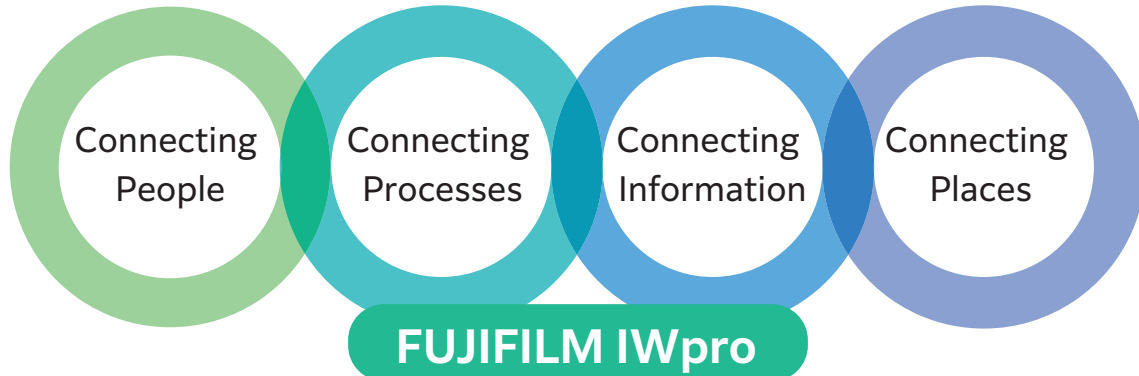 Connecting
People
Connecting
Processes
Connecting
Information
Connecting
Places
FUJIFILM IWpro